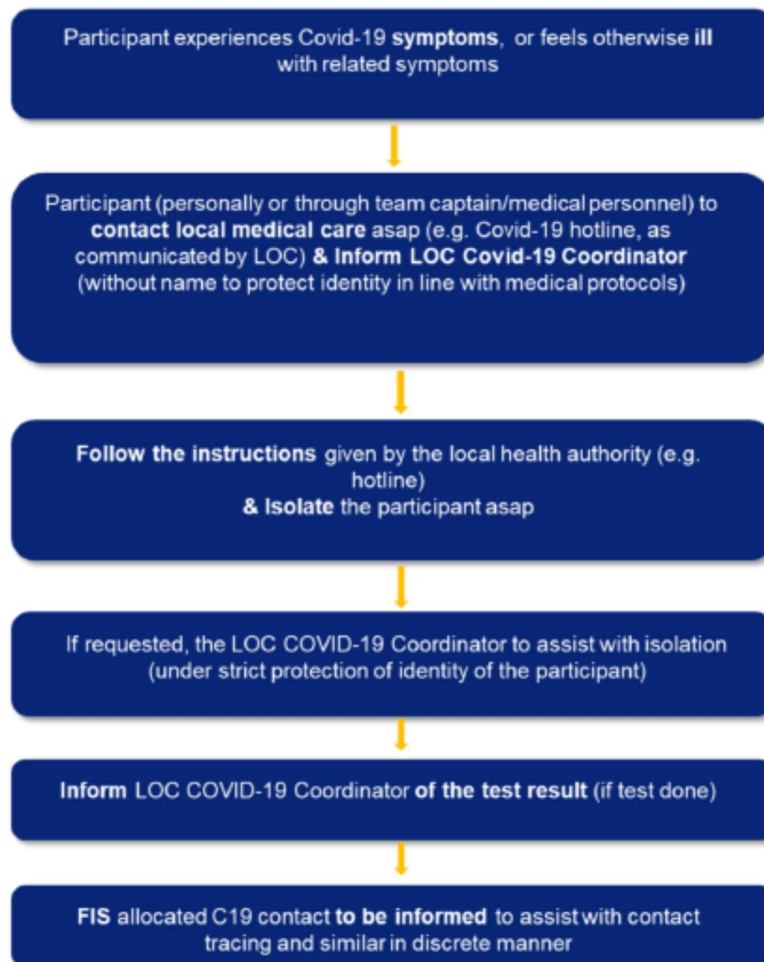 Participant experiences Covid-19 symptoms, or feels otherwise ill
with related symptoms
Participant (personally or through team captain/medical personnel) to
contact local medical care asap (e.g. Covid-19 hotline, as
communicated by LOC) & Inform LOC Covid-19 Coordinator
(without name to protect identity in line with medical protocols)
Follow the instructions given by the local health authority (e.g.
hotline)
& Isolate the participant asap
If requested, the LOC COVID-19 Coordinator to assist with isolation
(under strict protection of identity of the participant)
Inform LOC COVID-19 Coordinator of the test result (if test done)
FIS allocated C19 contact to be informed to assist with contact
tracing and similar in discrete manner